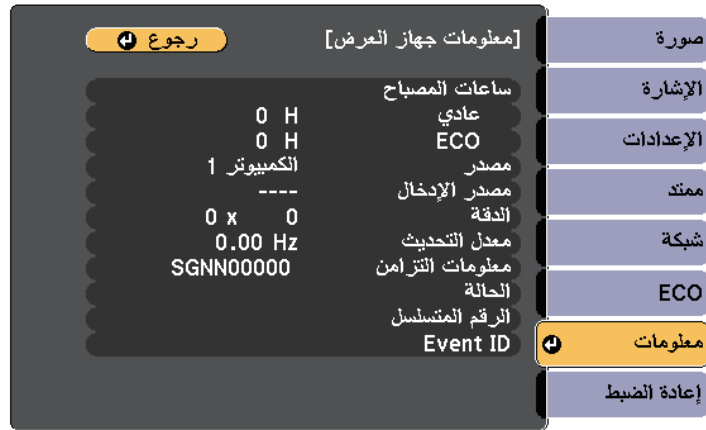 صورة
الإشارة
الإعدادات
ممتد
شبكة
ECO
معلومات
إعادة الضبط
[معلومات جهاز العرض] رجوع
ساعات المصباح
عادي 0 H
ECO 0 H
مصدر الكمبيوتر 1
مصدر الإدخال ----
الدقة 0 x 0
معدل التحديث 0.00 Hz
معلومات التزامن SGNN00000
الحالة
الرقم المتسلسل
Event ID